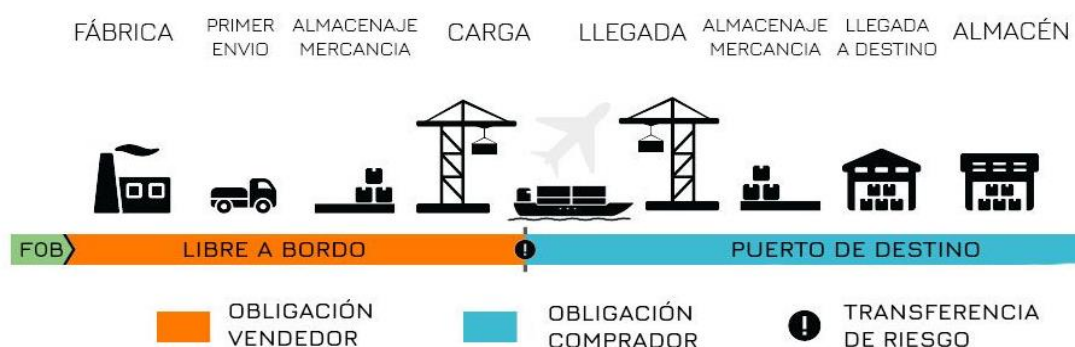 FÁBRICA
PRIMER
ENVIO
ALMACENAJE
MERCANCIA
CARGA
LLEGADA
ALMACENAJE
MERCANCIA
LLEGADA
A DESTINO
ALMACÉN
FOB
LIBRE A BORDO
!
PUERTO DE DESTINO
OBLIGACIÓN
VENDEDOR
OBLIGACIÓN
COMPRADOR
!
TRANSFERENCIA
DE RIESGO